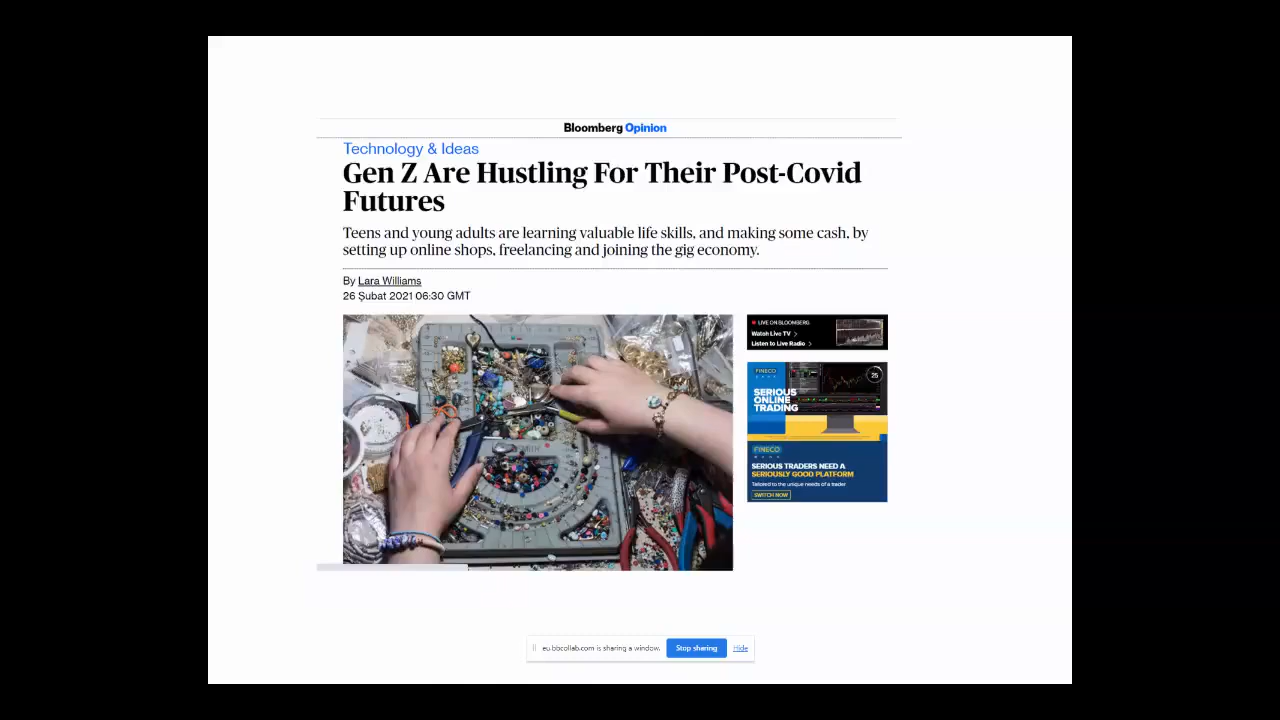 Bloomberg Opinion
Technology & Ideas
Gen Z Are Hustling For Their Post-Covid
Futures
Teens and young adults are learning valuable life skills, and making some cash, by
setting up online shops, freelancing and joining the gig economy.
By Lara Williams
26 Şubat 2021 06:30 GMT
LIVE ON BLOOMBERG
Watch Live TV >
Listen to Live Radio >
FINECO
BANK
25
SERIOUS
ONLINE
TRADING
FINECO
BANK
SERIOUS TRADERS NEED A
SERIOUSLY GOOD PLATFORM
Tailored to the unique needs of a trader
SWITCH NOW
eu.bbcollab.com is sharing a window.
Stop sharing
Hide